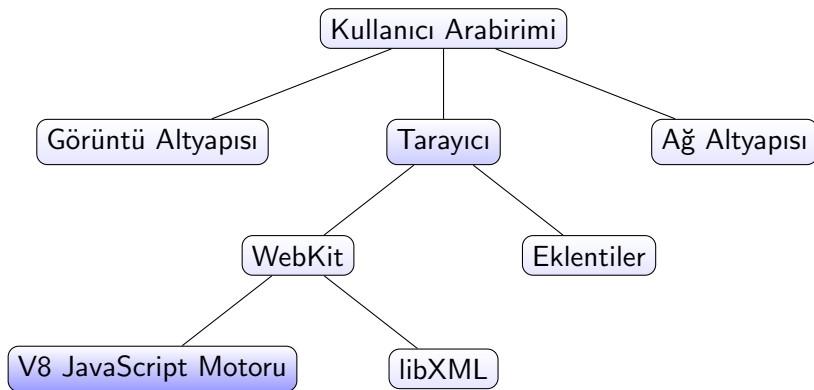 Kullanıcı Arabirimi
Görüntü Altyapısı
Tarayıcı
Ağ Altyapısı
WebKit
Eklentiler
V8 JavaScript Motoru
libXML